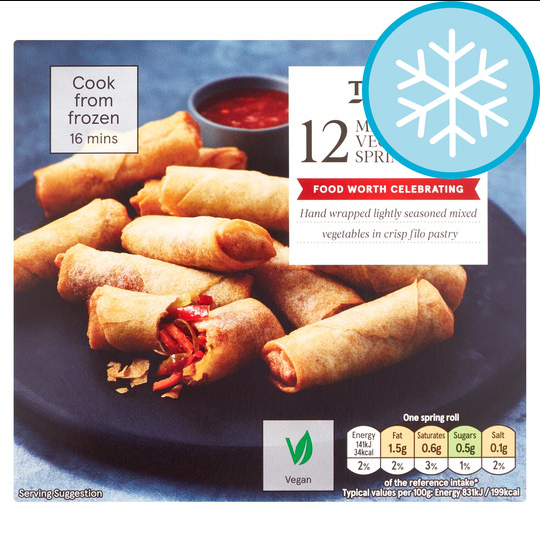 Cook
from
frozen
16 mins
12
FOOD WORTH CELEBRATING
Hand wrapped lightly seasoned mixed
vegetables in crisp filo pastry
One spring roll
Energy Fat Saturates Sugars Salt
141kJ
34kcal 1.5g 0.6g 0.5g 0.1g
2% 2% 3% 1% 2%
of the reference intake*
Typical values per 100g: Energy 831kJ / 199kcal
Vegan
Serving Suggestion